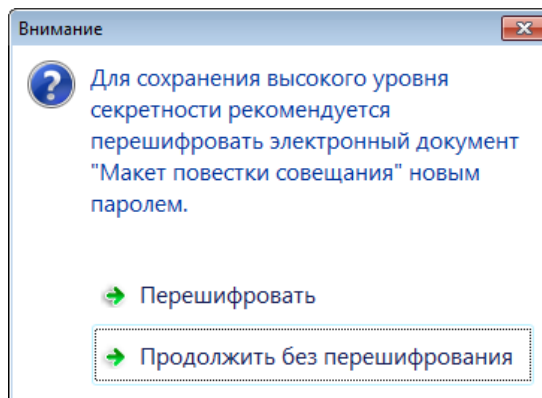 Внимание
Для сохранения высокого уровня
секретности рекомендуется
перешифровать электронный документ
"Макет повестки совещания" новым
паролем.
Перешифровать
Продолжить без перешифрования